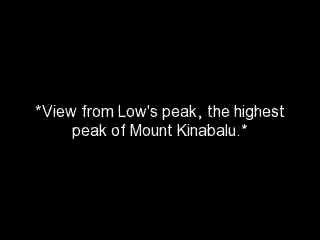 *View from Low's peak, the highest
peak of Mount Kinabalu.*